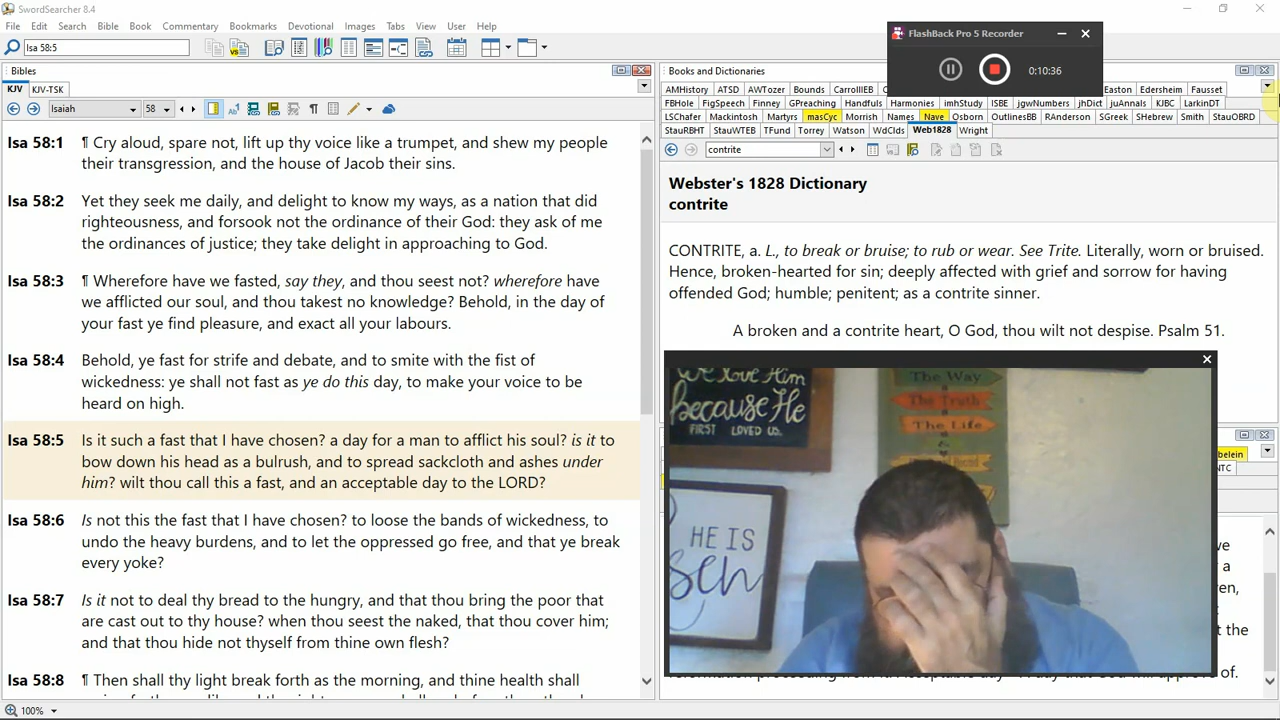 SwordSearcher 8.4
File Edit Search Bible Book Commentary Bookmarks Devotional Images Tabs View User Help
Isa 58:5
FlashBack Pro 5 Recorder
0:10:36
Bibles
KJV KJV-TSK
Isaiah 58
Isa 58:1 ¶ Cry aloud, spare not, lift up thy voice like a trumpet, and shew my people
their transgression, and the house of Jacob their sins.
Isa 58:2 Yet they seek me daily, and delight to know my ways, as a nation that did
righteousness, and forsook not the ordinance of their God: they ask of me
the ordinances of justice; they take delight in approaching to God.
Isa 58:3 ¶ Wherefore have we fasted, say they, and thou seest not? wherefore have
we afflicted our soul, and thou takest no knowledge? Behold, in the day of
your fast ye find pleasure, and exact all your labours.
Isa 58:4 Behold, ye fast for strife and debate, and to smite with the fist of
wickedness: ye shall not fast as ye do this day, to make your voice to be
heard on high.
Isa 58:5 Is it such a fast that I have chosen? a day for a man to afflict his soul? is it to
bow down his head as a bulrush, and to spread sackcloth and ashes under
him? wilt thou call this a fast, and an acceptable day to the LORD?
Isa 58:6 Is not this the fast that I have chosen? to loose the bands of wickedness, to
undo the heavy burdens, and to let the oppressed go free, and that ye break
every yoke?
Isa 58:7 Is it not to deal thy bread to the hungry, and that thou bring the poor that
are cast out to thy house? when thou seest the naked, that thou cover him;
and that thou hide not thyself from thine own flesh?
Isa 58:8 ¶ Then shall thy light break forth as the morning, and thine health shall
100%
Books and Dictionaries
AMHistory ATSD AWTozer Bounds CarrollEB Easton Edersheim Fausset
FBHole FigSpeech Finney GPreaching Handfuls Harmonies imhStudy ISBE jgwNumbers jhDict juAnnals KJBC LarkinDT
LSChafer Mackintosh Martyrs masCyc Morrish Names Nave Osborn OutlinesBB RAnderson SGreek SHebrew Smith StauOBRD
StauRBHT StauWTEB TFund Torrey Watson WdClds Web1828 Wright
contrite
Webster's 1828 Dictionary
contrite
CONTRITE, a. L., to break or bruise; to rub or wear. See Trite. Literally, worn or bruised.
Hence, broken-hearted for sin; deeply affected with grief and sorrow for having
offended God; humble; penitent; as a contrite sinner.
A broken and a contrite heart, O God, thou wilt not despise. Psalm 51.
We love Him
because He
FIRST LOVED US.
The Way
The Truth
The Life
HE IS